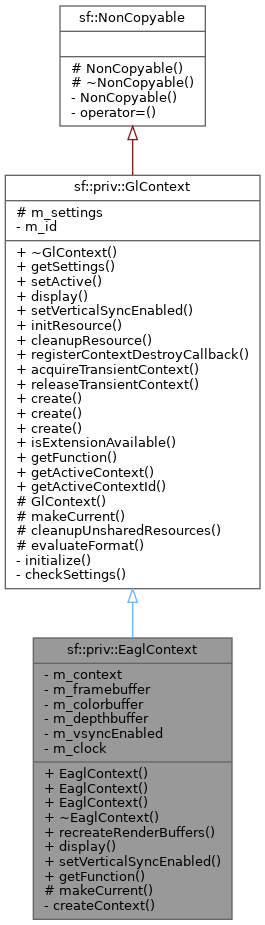 sf::NonCopyable
# NonCopyable()
# ~NonCopyable()
- NonCopyable()
- operator=()
sf::priv::GlContext
# m_settings
- m_id
+ ~GlContext()
+ getSettings()
+ setActive()
+ display()
+ setVerticalSyncEnabled()
+ initResource()
+ cleanupResource()
+ registerContextDestroyCallback()
+ acquireTransientContext()
+ releaseTransientContext()
+ create()
+ create()
+ create()
+ isExtensionAvailable()
+ getFunction()
+ getActiveContext()
+ getActiveContextId()
# GlContext()
# makeCurrent()
# cleanupUnsharedResources()
# evaluateFormat()
- initialize()
- checkSettings()
sf::priv::EaglContext
- m_context
- m_framebuffer
- m_colorbuffer
- m_depthbuffer
- m_vsyncEnabled
- m_clock
+ EaglContext()
+ EaglContext()
+ EaglContext()
+ ~EaglContext()
+ recreateRenderBuffers()
+ display()
+ setVerticalSyncEnabled()
+ getFunction()
# makeCurrent()
- createContext()